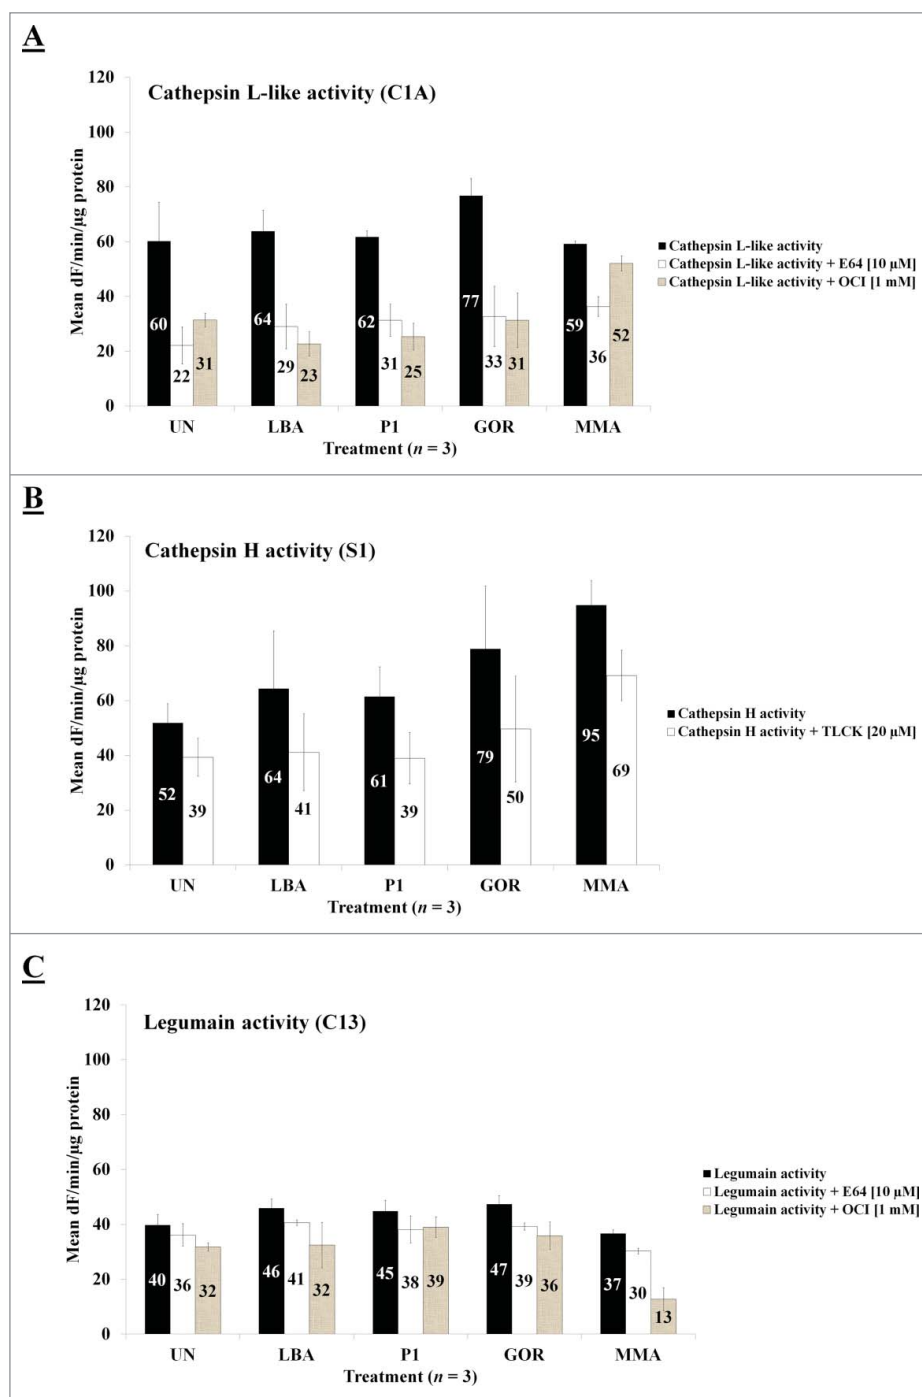 A
Cathepsin L-like activity (C1A)
Mean dF/min/µg protein
120
100
80
60
40
20
0
60
22
31
64
29
23
62
31
25
77
33
31
59
36
52
UN LBA P1 GOR MMA
Treatment (n = 3)
Cathepsin L-like activity
Cathepsin L-like activity + E64 [10 µM]
Cathepsin L-like activity + OCI [1 mM]
B
Cathepsin H activity (S1)
Mean dF/min/µg protein
120
100
80
60
40
20
0
52
39
64
41
61
39
79
50
95
69
UN LBA P1 GOR MMA
Treatment (n = 3)
Cathepsin H activity
Cathepsin H activity + TLCK [20 µM]
C
Legumain activity (C13)
Mean dF/min/µg protein
120
100
80
60
40
20
0
40
36
32
46
41
32
45
38
39
47
39
36
37
30
13
UN LBA P1 GOR MMA
Treatment (n = 3)
Legumain activity
Legumain activity + E64 [10 µM]
Legumain activity + OCI [1 mM]